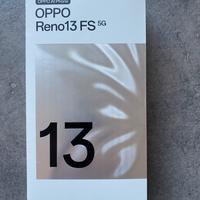 OPPO AI Phone
OPPO
Reno13 FS 5G
13